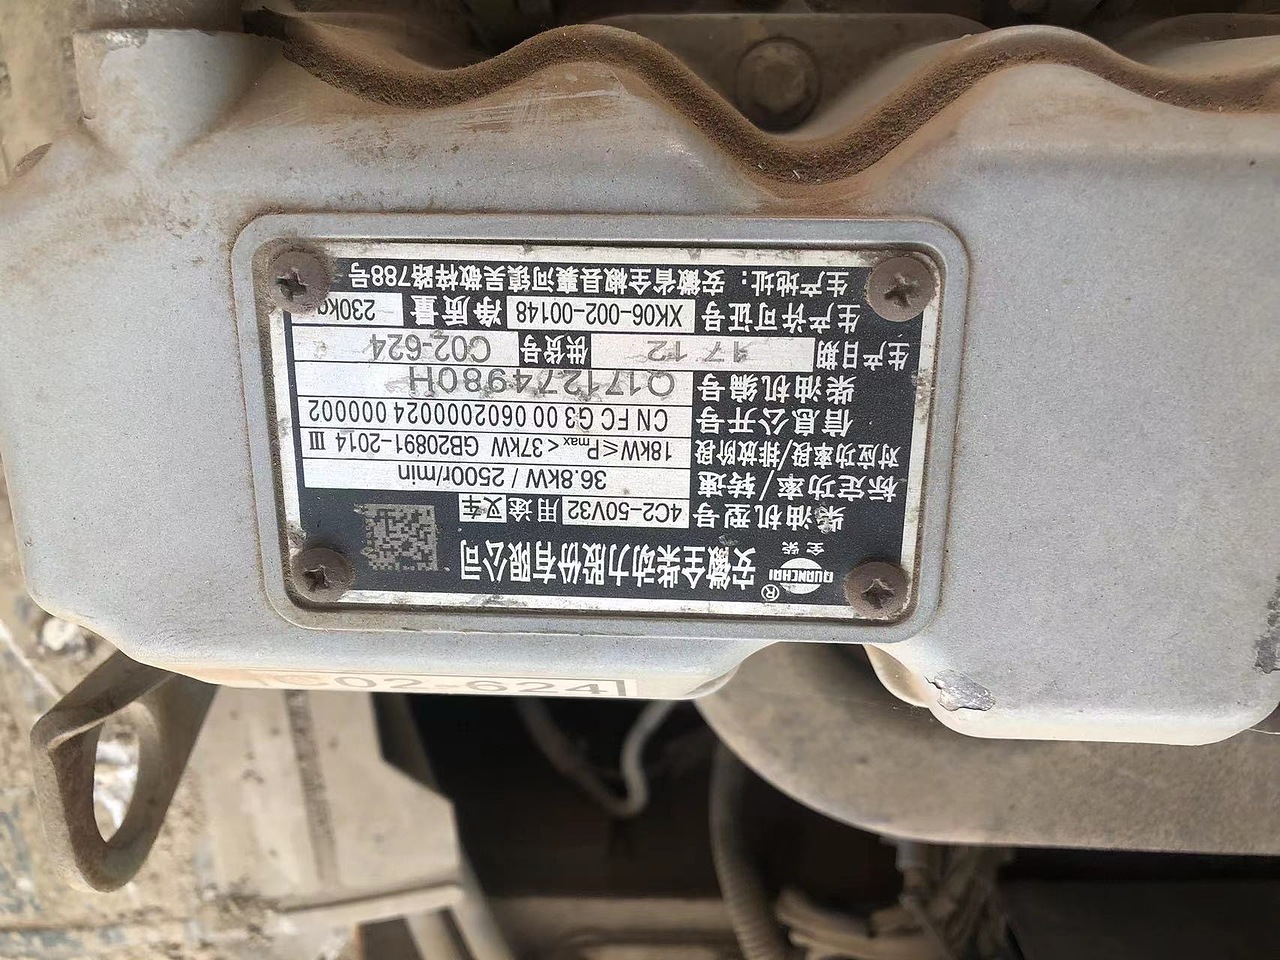 QUANCHAI ®
全柴
安徽全柴动力股份有限公司
柴油机型号 4C2-50V32 用途 叉车
标定功率/转速 36.8kW / 2500r/min
对应功率段/排放阶段 18kW≤Pmax<37kW GB20891-2014 III
信息公开号 CN FC G3 00 0602000024 000002
柴油机编号 Q171274980H
生产日期 17 12 供货号 C02-624
生产许可证号 XK06-002-00148 净质量 230kg
生产地址：安徽省全椒县襄河镇吴敬梓路788号
C02-624